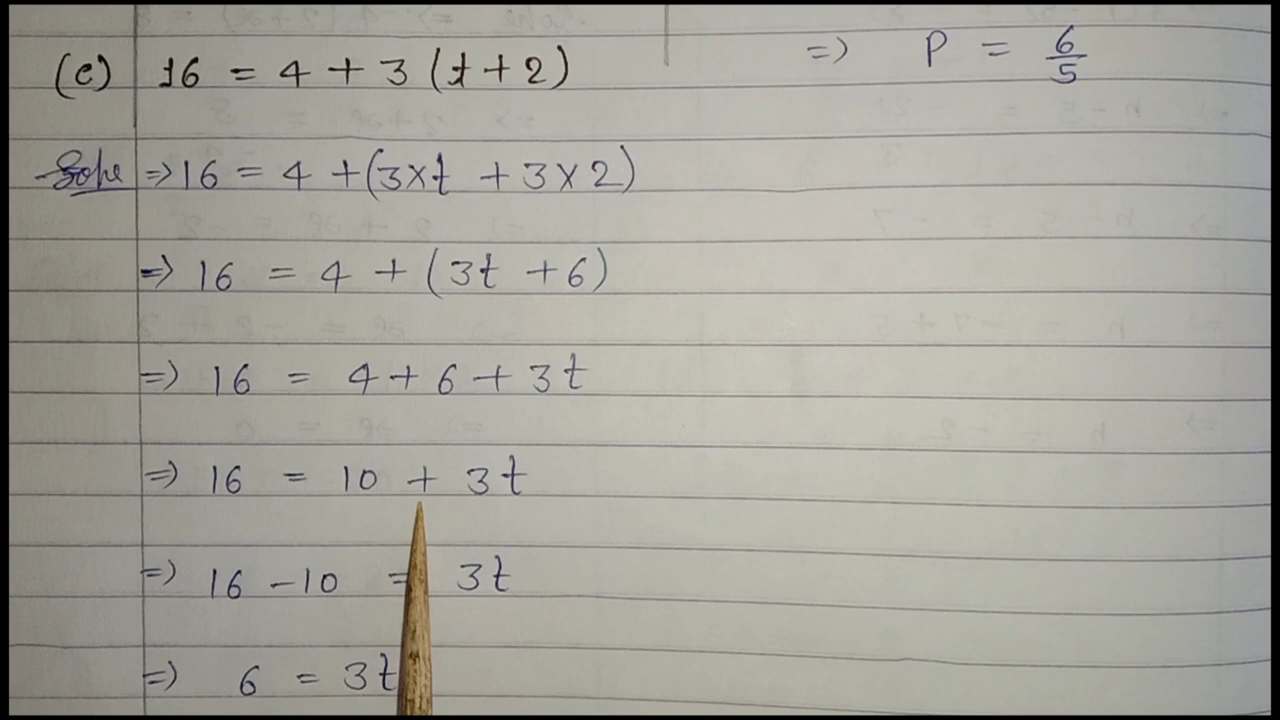 (e) 16 = 4 + 3 (t + 2)
=> P = 6/5
Solve => 16 = 4 + (3 × t + 3 × 2)
=> 16 = 4 + (3t + 6)
=> 16 = 4 + 6 + 3t
=> 16 = 10 + 3t
=> 16 - 10 = 3t
=> 6 = 3t